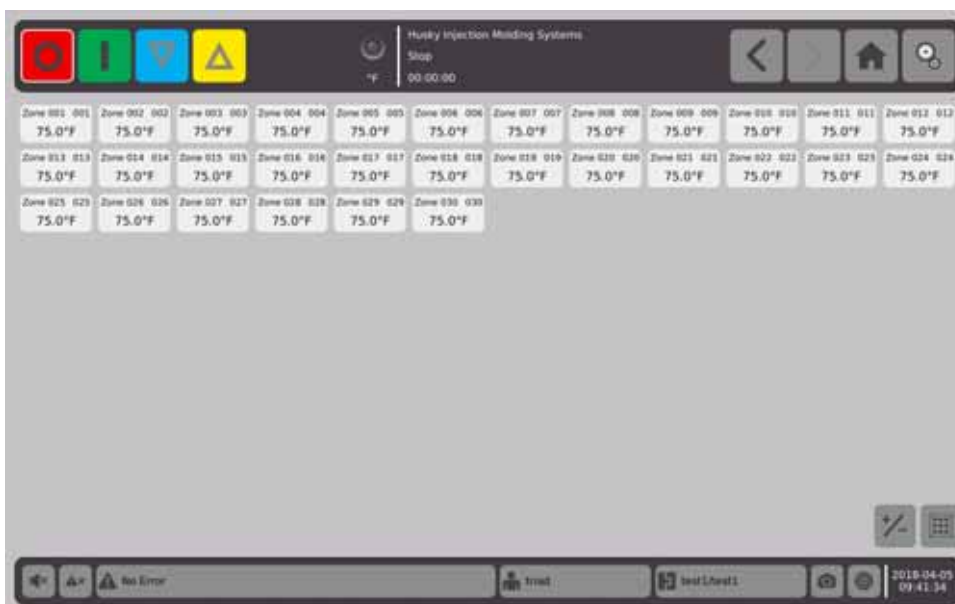 Husky Injection Molding Systems
Stop
°F 00:00:00
Zone 001 001 Zone 002 002 Zone 003 003 Zone 004 004 Zone 005 005 Zone 006 006 Zone 007 007 Zone 008 008 Zone 009 009 Zone 010 010 Zone 011 011 Zone 012 012
75.0°F 75.0°F 75.0°F 75.0°F 75.0°F 75.0°F 75.0°F 75.0°F 75.0°F 75.0°F 75.0°F 75.0°F
Zone 013 013 Zone 014 014 Zone 015 015 Zone 016 016 Zone 017 017 Zone 018 018 Zone 019 019 Zone 020 020 Zone 021 021 Zone 022 022 Zone 023 023 Zone 024 024
75.0°F 75.0°F 75.0°F 75.0°F 75.0°F 75.0°F 75.0°F 75.0°F 75.0°F 75.0°F 75.0°F 75.0°F
Zone 025 025 Zone 026 026 Zone 027 027 Zone 028 028 Zone 029 029 Zone 030 030
75.0°F 75.0°F 75.0°F 75.0°F 75.0°F 75.0°F
+/-
No Error test1/test1 2018-04-05
09:41:34